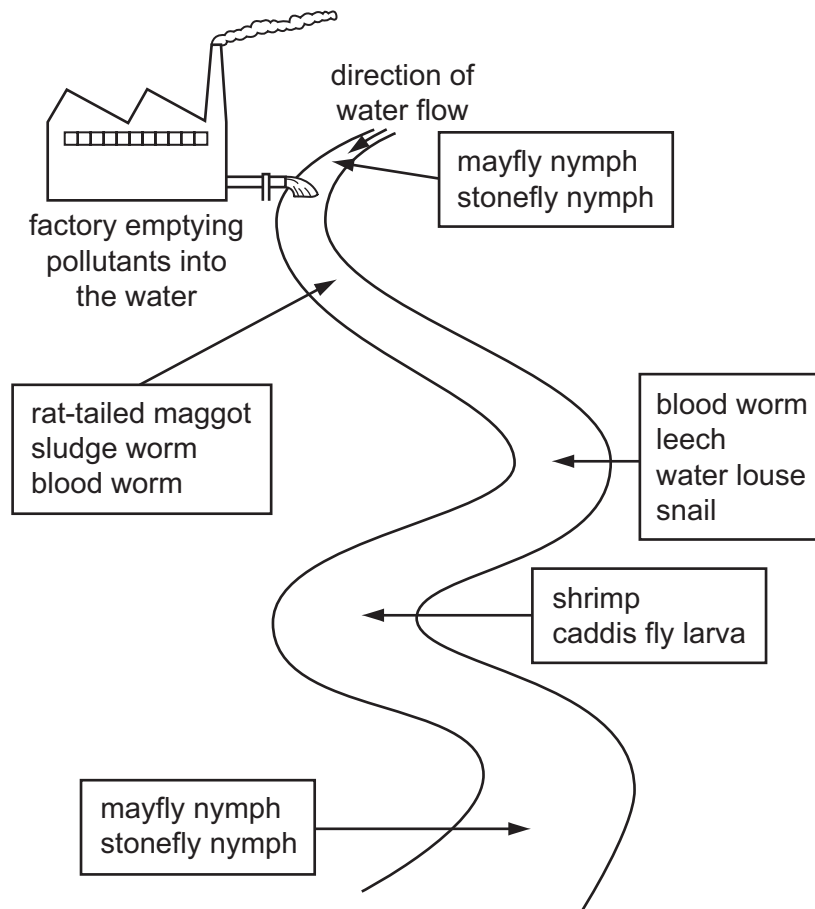 direction of
water flow
mayfly nymph
stonefly nymph
factory emptying
pollutants into
the water
rat-tailed maggot
sludge worm
blood worm
blood worm
leech
water louse
snail
shrimp
caddis fly larva
mayfly nymph
stonefly nymph